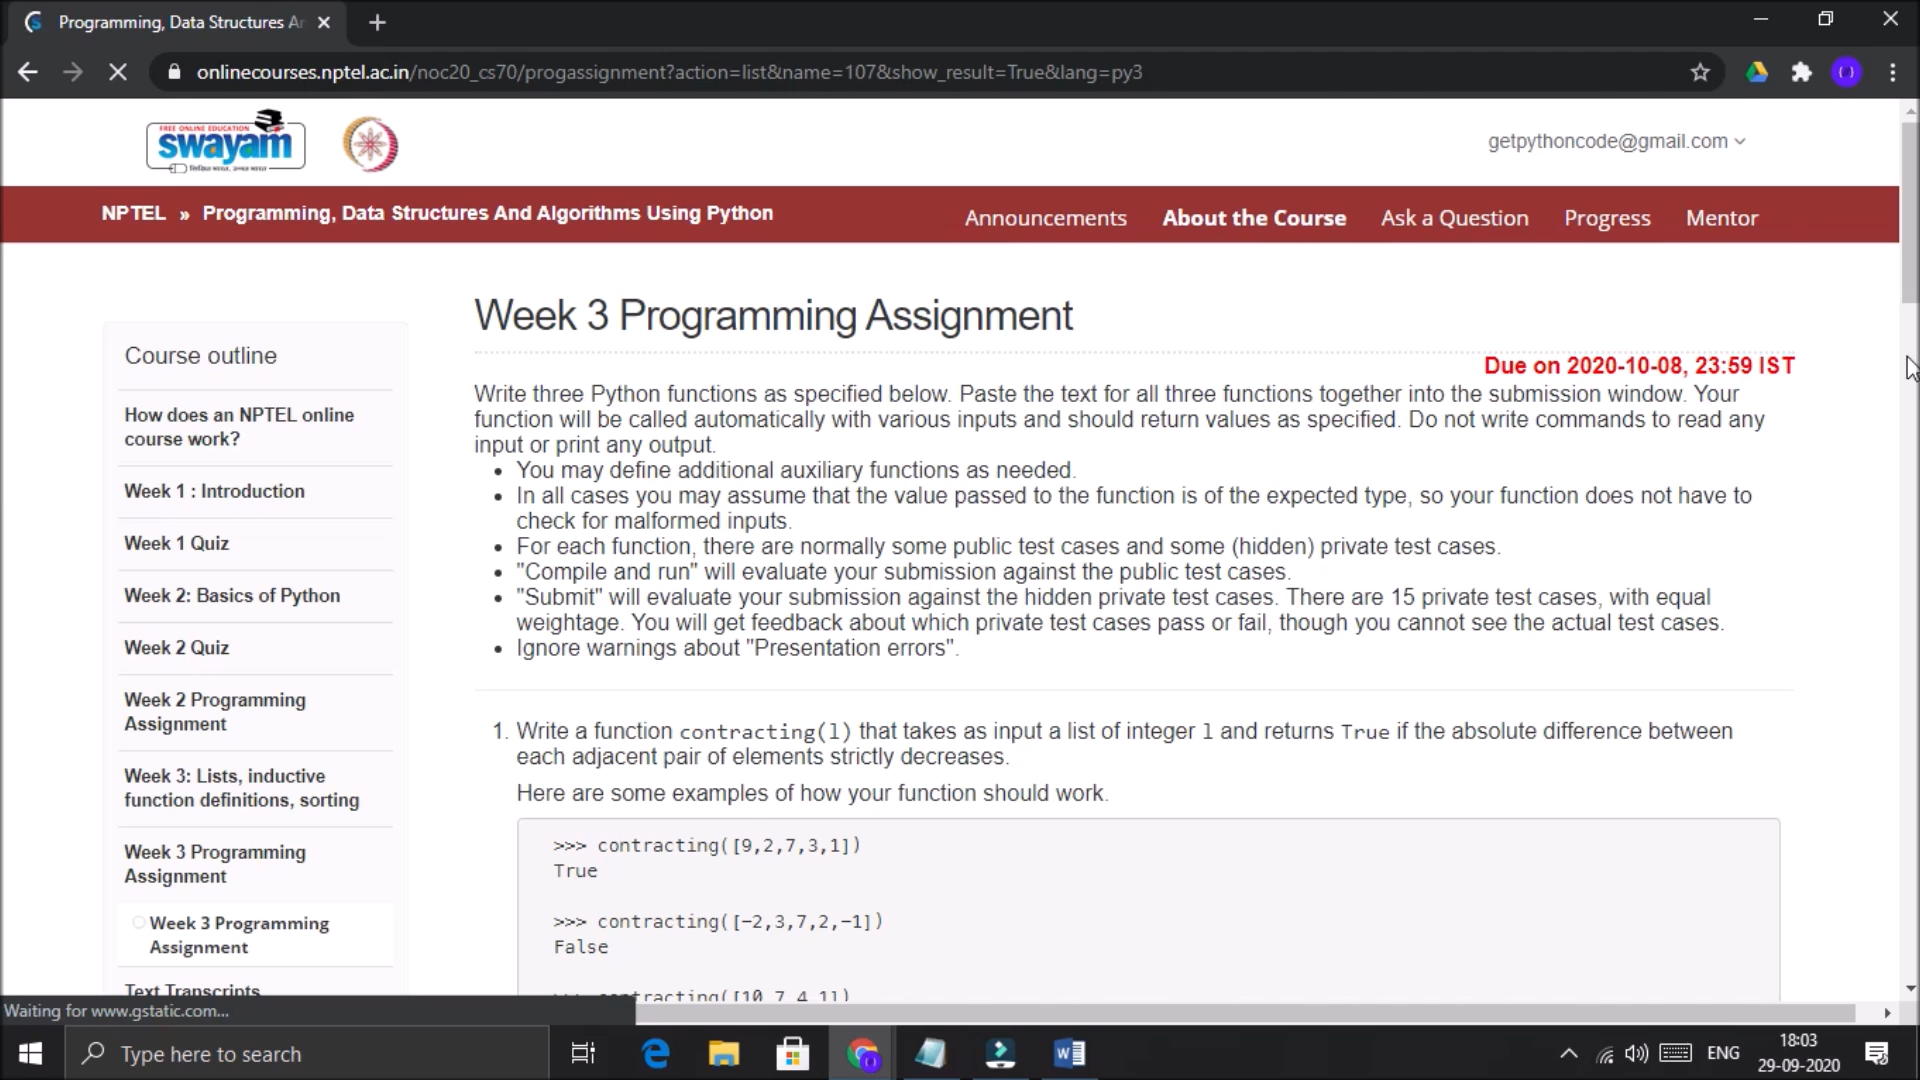 Programming, Data Structures Ar
onlinecourses.nptel.ac.in/noc20_cs70/progassignment?action=list&name=107&show_result=True&lang=py3
FREE ONLINE EDUCATION
swayam
getpythoncode@gmail.com
NPTEL » Programming, Data Structures And Algorithms Using Python
Announcements About the Course Ask a Question Progress Mentor
Course outline
How does an NPTEL online
course work?
Week 1 : Introduction
Week 1 Quiz
Week 2: Basics of Python
Week 2 Quiz
Week 2 Programming
Assignment
Week 3: Lists, inductive
function definitions, sorting
Week 3 Programming
Assignment
Week 3 Programming
Assignment
Text Transcripts
Week 3 Programming Assignment
Due on 2020-10-08, 23:59 IST
Write three Python functions as specified below. Paste the text for all three functions together into the submission window. Your
function will be called automatically with various inputs and should return values as specified. Do not write commands to read any
input or print any output.
• You may define additional auxiliary functions as needed.
• In all cases you may assume that the value passed to the function is of the expected type, so your function does not have to
check for malformed inputs.
• For each function, there are normally some public test cases and some (hidden) private test cases.
• "Compile and run" will evaluate your submission against the public test cases.
• "Submit" will evaluate your submission against the hidden private test cases. There are 15 private test cases, with equal
weightage. You will get feedback about which private test cases pass or fail, though you cannot see the actual test cases.
• Ignore warnings about "Presentation errors".
1. Write a function contracting(l) that takes as input a list of integer l and returns True if the absolute difference between
each adjacent pair of elements strictly decreases.
Here are some examples of how your function should work.
>>> contracting([9,2,7,3,1])
True
>>> contracting([-2,3,7,2,-1])
False
>>> contracting([10,7,4,1])
Waiting for www.gstatic.com...
Type here to search
ENG
18:03
29-09-2020